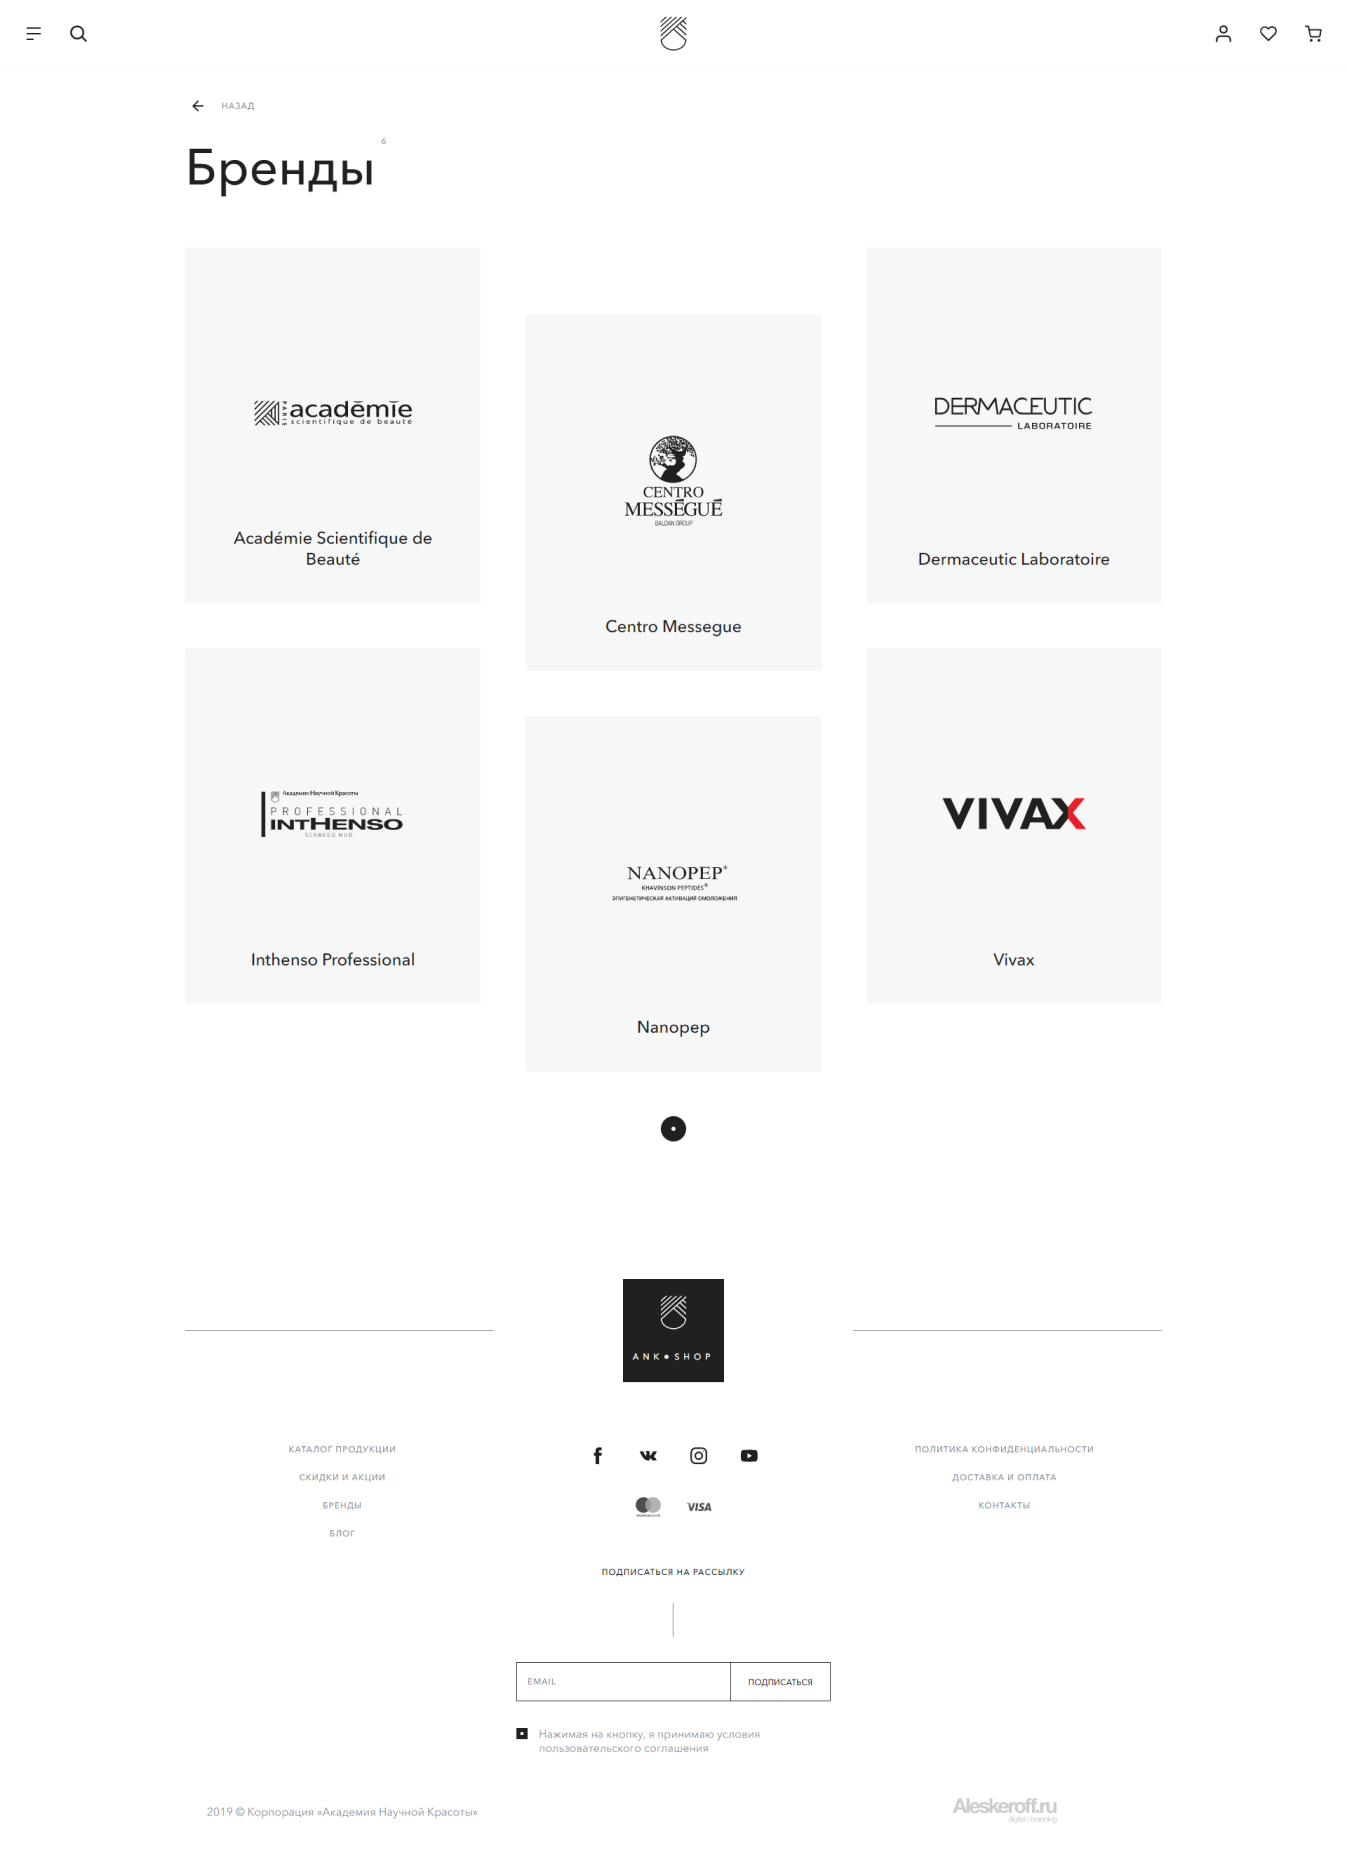 НАЗАД
Бренды 6
PARIS académie
scientifique de beauté
Académie Scientifique de
Beauté
CENTRO
MESSÉGUÉ
BALDAN GROUP
Centro Messegue
DERMACEUTIC
LABORATOIRE
Dermaceutic Laboratoire
Академия Научной Красоты
PROFESSIONAL
INTHENSO
SEAWEED MUD
Inthenso Professional
NANOPEP®
KHAVINSON PEPTIDES®
ЭПИГЕНЕТИЧЕСКАЯ АКТИВАЦИЯ ОМОЛОЖЕНИЯ
Nanopep
VIVAX
Vivax
ANK•SHOP
КАТАЛОГ ПРОДУКЦИИ
СКИДКИ И АКЦИИ
БРЕНДЫ
БЛОГ
VISA
ПОЛИТИКА КОНФИДЕНЦИАЛЬНОСТИ
ДОСТАВКА И ОПЛАТА
КОНТАКТЫ
ПОДПИСАТЬСЯ НА РАССЫЛКУ
EMAIL
ПОДПИСАТЬСЯ
Нажимая на кнопку, я принимаю условия
пользовательского соглашения
2019 © Корпорация «Академия Научной Красоты»
Aleskeroff.ru
digital | branding